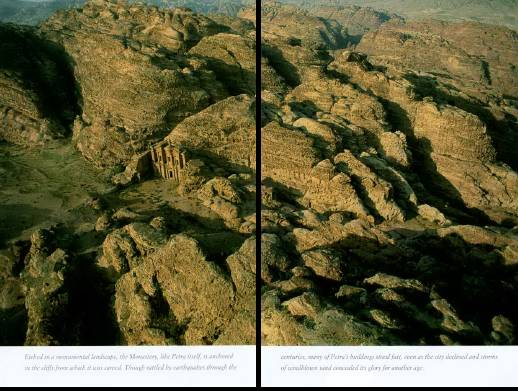 Etched in a monumental landscape, the Monastery, like Petra itself, is anchored
in the cliffs from which it was carved. Though rattled by earthquakes through the
centuries, many of Petra's buildings stood fast, even as the city declined and storms
of windblown sand concealed its glory for another age.